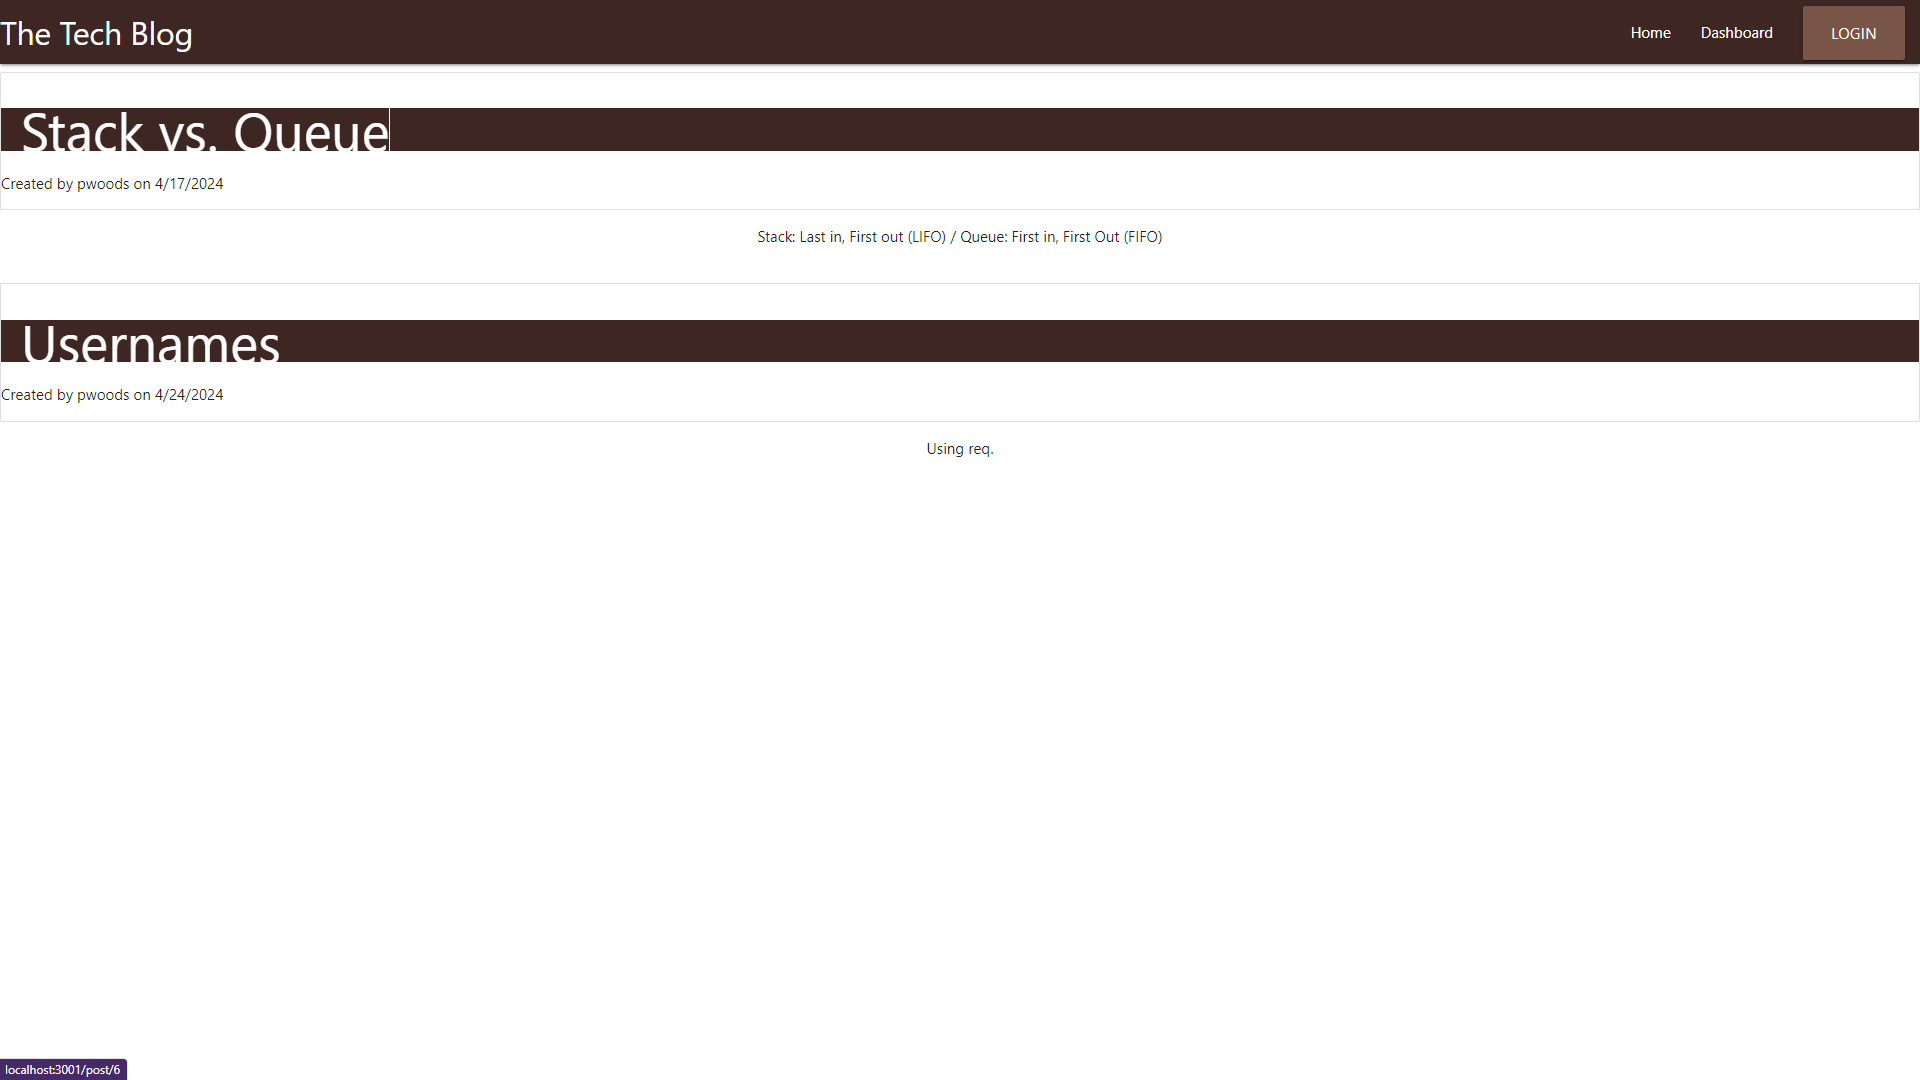 The Tech Blog
Home Dashboard LOGIN
Stack vs. Queue
Created by pwoods on 4/17/2024
Stack: Last in, First out (LIFO) / Queue: First in, First Out (FIFO)
Usernames
Created by pwoods on 4/24/2024
Using req.
localhost:3001/post/6